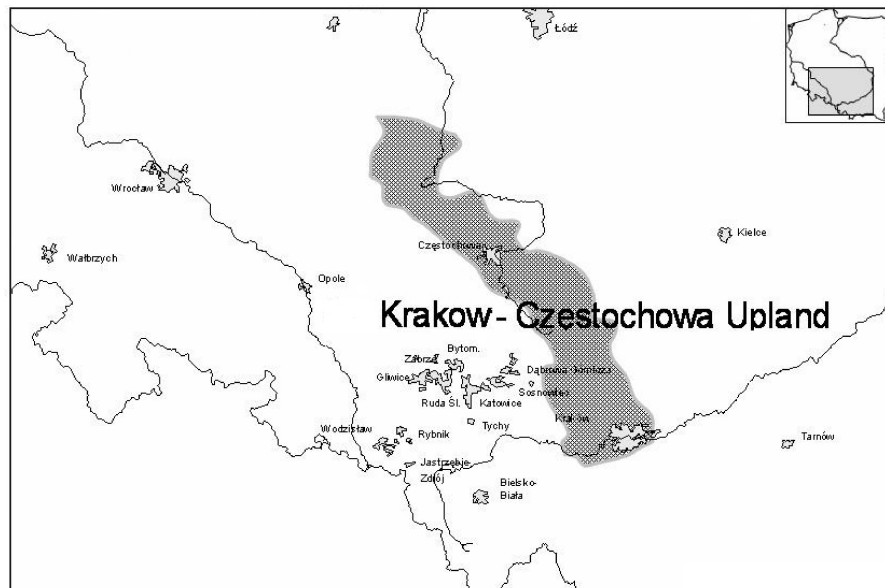 Łódź
Wrocław
Kielce
Częstochowa
Wałbrzych
Opole
Krakow - Czestochowa Upland
Bytom.
Zabrze
Dąbrowa Górnicza
Gliwice
Sosnowiec
Ruda Śl.
Katowice
Kraków
Wodzisław
Rybnik
Tychy
Tarnów
Jastrzębie
Zdrój
Bielsko-
Biała